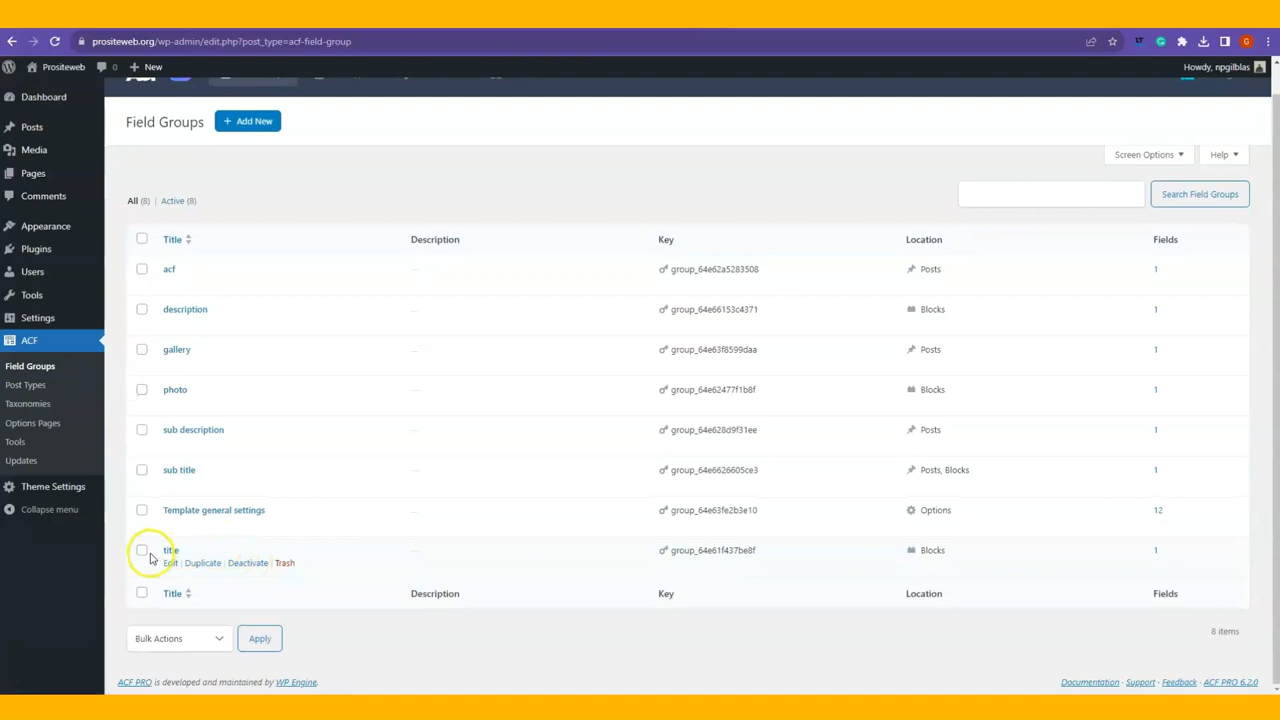 prositeweb.org/wp-admin/edit.php?post_type=acf-field-group
Prositeweb 0 + New Howdy, npgilblas
Dashboard
Posts
Media
Pages
Comments
Appearance
Plugins
Users
Tools
Settings
ACF
Field Groups
Post Types
Taxonomies
Options Pages
Tools
Updates
Theme Settings
Collapse menu
Field Groups + Add New
Screen Options Help
All (8) | Active (8) Search Field Groups
Title Description Key Location Fields
acf — group_64e62a5283508 Posts 1
description — group_64e66153c4371 Blocks 1
gallery — group_64e63f8599daa Posts 1
photo — group_64e62477f1b8f Blocks 1
sub description — group_64e628d9f31ee Posts 1
sub title — group_64e6626605ce3 Posts, Blocks 1
Template general settings — group_64e63fe2b3e10 Options 12
title — group_64e61f437be8f Blocks 1
Edit | Duplicate | Deactivate | Trash
Title Description Key Location Fields
Bulk Actions Apply 8 items
ACF PRO is developed and maintained by WP Engine. Documentation · Support · Feedback · ACF PRO 6.2.0